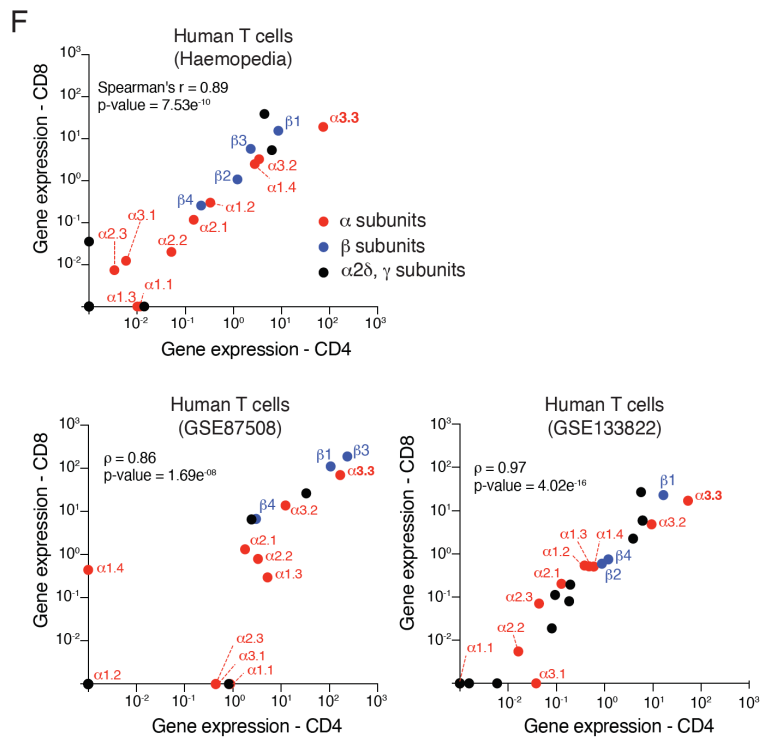 F
Human T cells
(Haemopedia)
Gene expression - CD8
10³
10²
10¹
10⁰
10⁻¹
10⁻²
Spearman's r = 0.89
p-value = 7.53e⁻¹⁰
β1
α3.3
β3
α3.2
β2
α1.4
β4
α1.2
α3.1
α2.1
α2.3
α2.2
α1.1
α1.3
α subunits
β subunits
α2δ, γ subunits
10⁻² 10⁻¹ 10⁰ 10¹ 10² 10³
Gene expression - CD4
Human T cells
(GSE87508)
Gene expression - CD8
10³
10²
10¹
10⁰
10⁻¹
10⁻²
ρ = 0.86
p-value = 1.69e⁻⁰⁸
β1
β3
α3.3
β4
α3.2
α2.1
α2.2
α1.4
α1.3
α2.3
α3.1
α1.2
α1.1
10⁻² 10⁻¹ 10⁰ 10¹ 10² 10³
Gene expression - CD4
Human T cells
(GSE133822)
Gene expression - CD8
10³
10²
10¹
10⁰
10⁻¹
10⁻²
ρ = 0.97
p-value = 4.02e⁻¹⁶
β1
α3.3
α3.2
α1.3
α1.4
α1.2
β4
α2.1
β2
α2.3
α2.2
α1.1
α3.1
10⁻² 10⁻¹ 10⁰ 10¹ 10² 10³
Gene expression - CD4